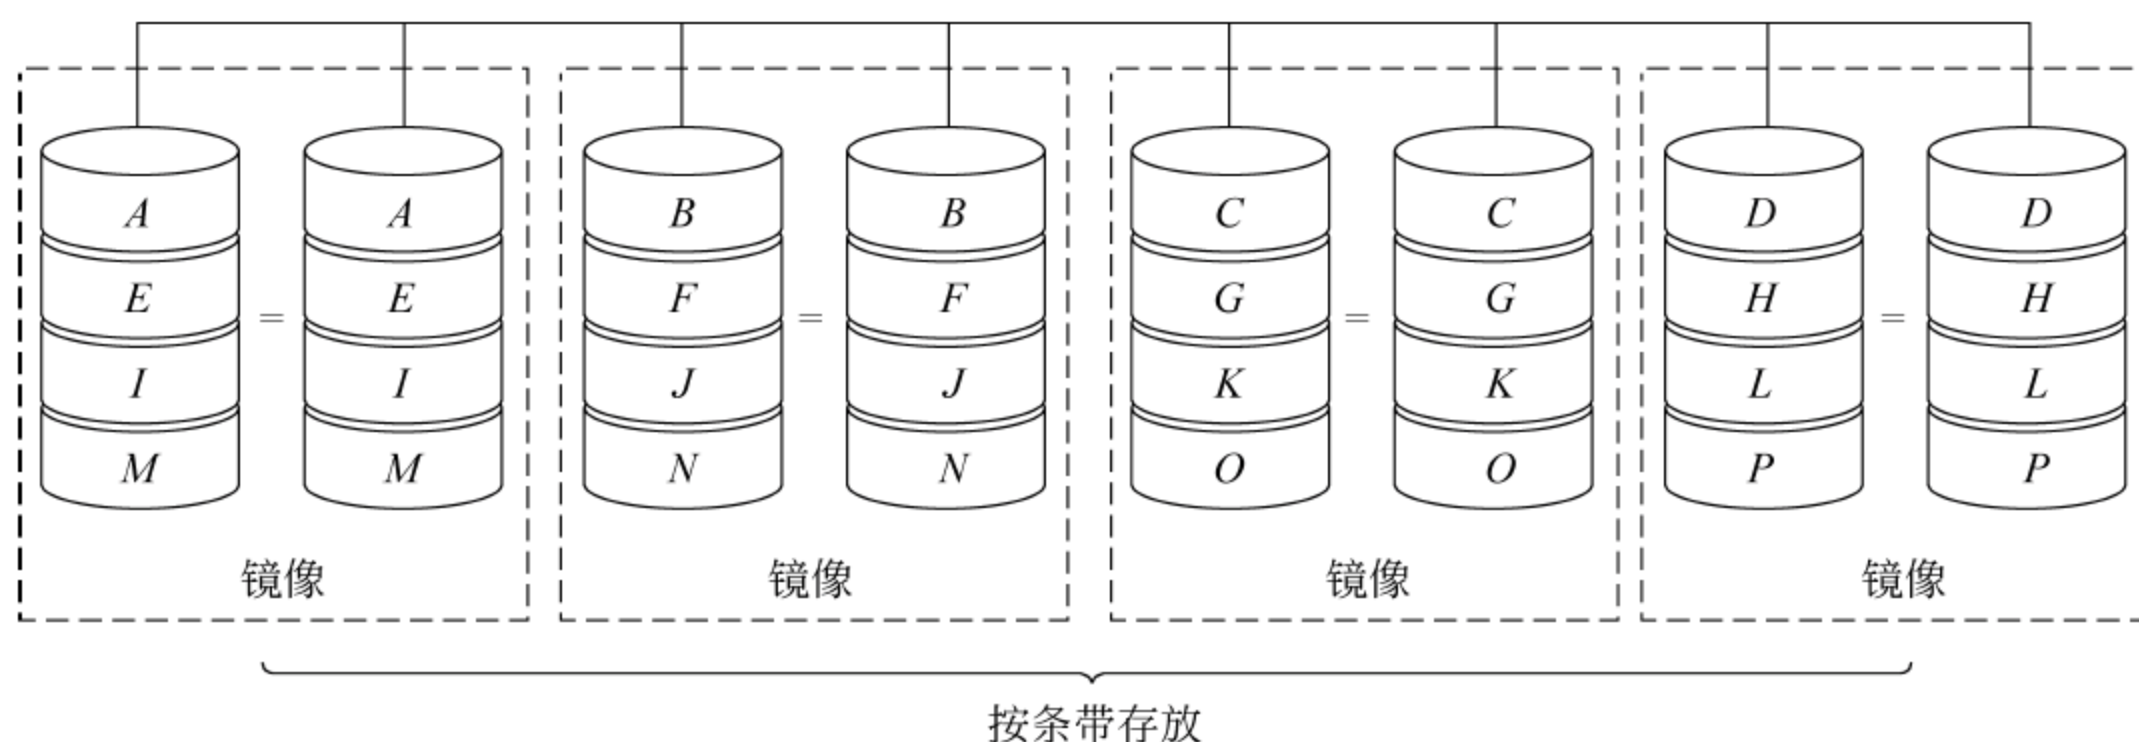 A A B B C C D D
E E F F G G H H
= = = =
I I J J K K L L
M M N N O O P P
镜像 镜像 镜像 镜像
按条带存放